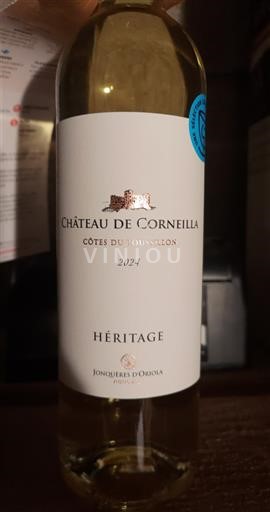 CHÂTEAU DE CORNEILLA
CÔTES DU ROUSSILLON
VINIOU
2024
HÉRITAGE
JONQUÈRES D'ORIOLA